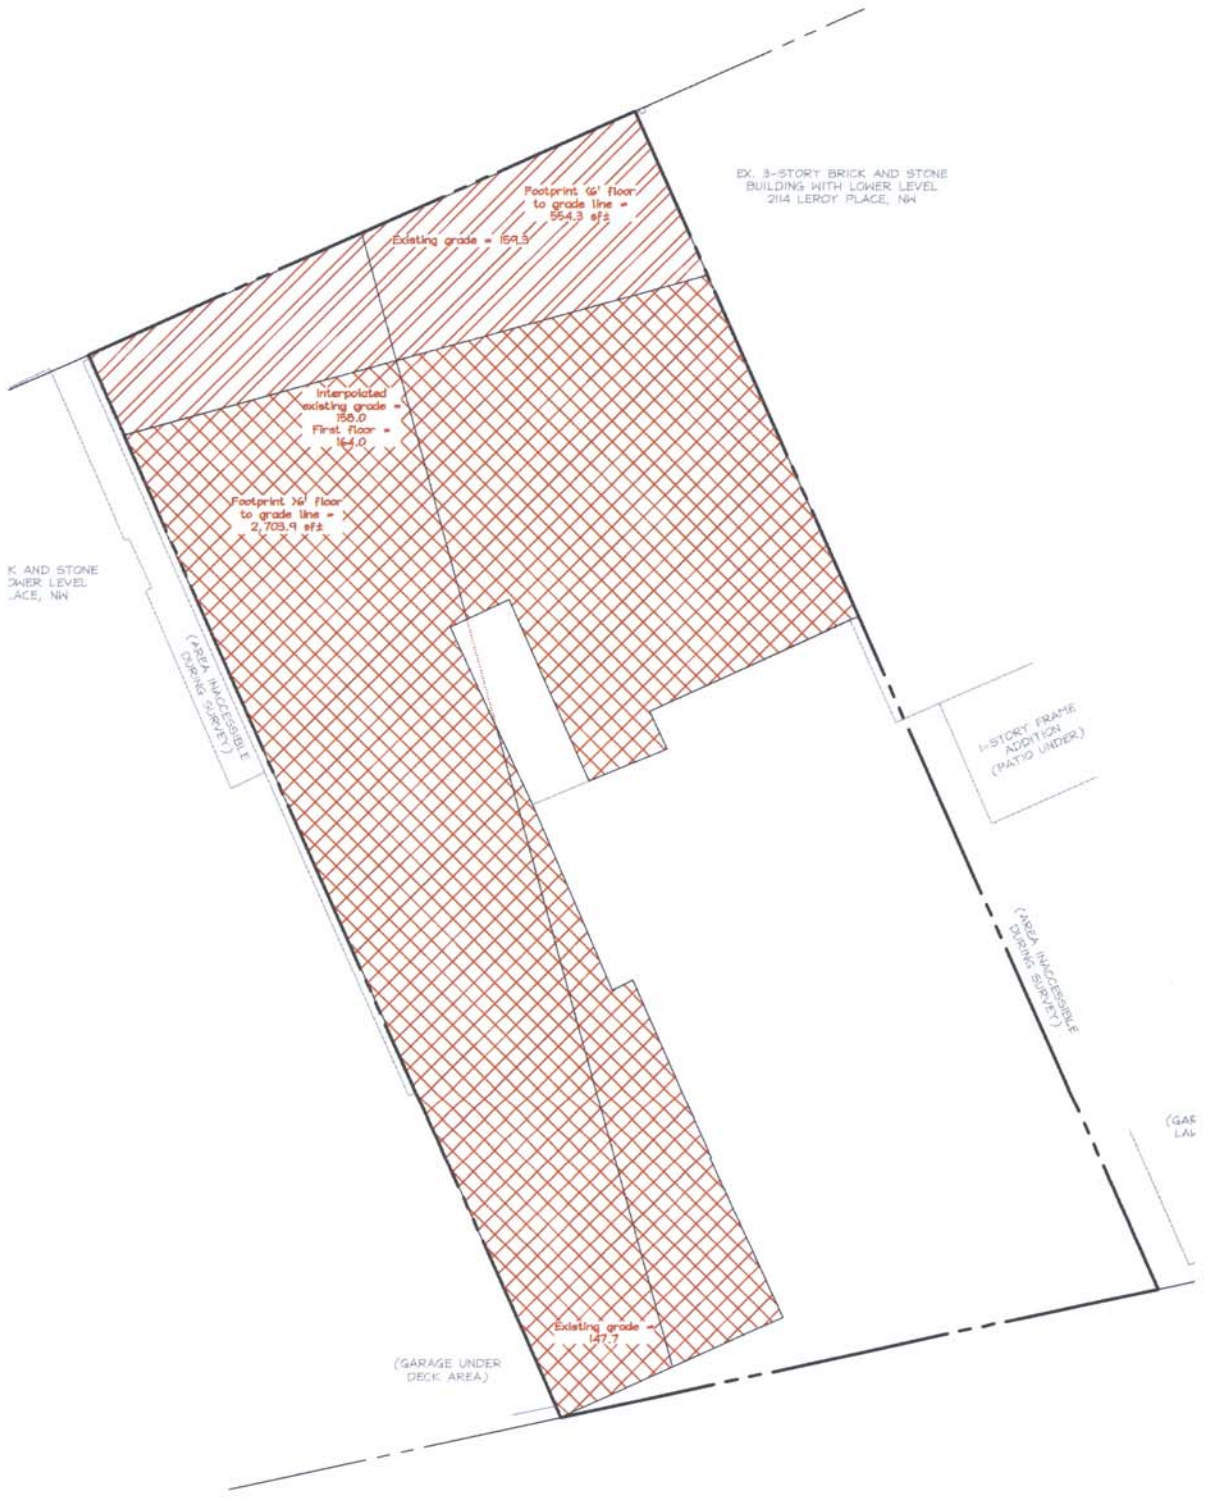 EX. 3-STORY BRICK AND STONE
BUILDING WITH LOWER LEVEL
2114 LEROY PLACE, NW
Footprint <6' floor
to grade line =
554.3 sf±
Existing grade = 159.3
Interpolated
existing grade =
158.0
First floor =
164.0
Footprint >6' floor
to grade line =
2,703.9 sf±
K AND STONE
OWER LEVEL
LACE, NW
(AREA INACCESSIBLE
DURING SURVEY)
1-STORY FRAME
ADDITION
(PATIO UNDER)
(AREA INACCESSIBLE
DURING SURVEY)
(GAR
LAW
Existing grade =
147.7
(GARAGE UNDER
DECK AREA)